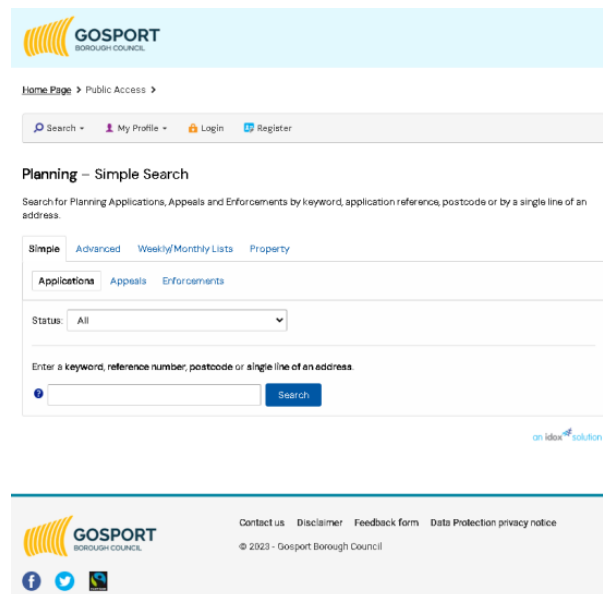 GOSPORT
BOROUGH COUNCIL
Home Page > Public Access >
Search My Profile Login Register
Planning – Simple Search
Search for Planning Applications, Appeals and Enforcements by keyword, application reference, postcode or by a single line of an
address.
Simple Advanced Weekly/Monthly Lists Property
Applications Appeals Enforcements
Status: All
Enter a keyword, reference number, postcode or single line of an address.
Search
an idox solution
GOSPORT
BOROUGH COUNCIL
Contact us Disclaimer Feedback form Data Protection privacy notice
© 2023 - Gosport Borough Council